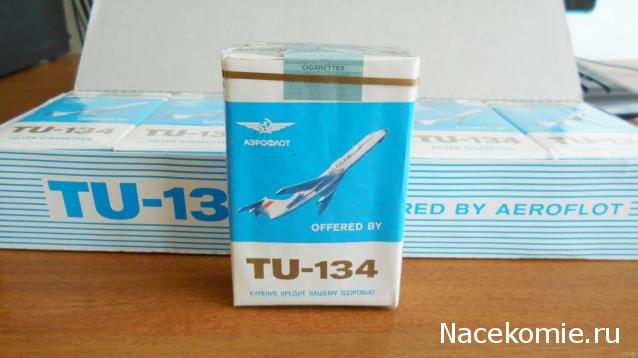 CIGARETTES
АЭРОФЛОТ
OFFERED BY
TU-134
КУРЕНИЕ ВРЕДИТ ВАШЕМУ ЗДОРОВЬЮ
TU-134
FILTER CIGARETTES
TU-134
TU-13
RED BY AEROFLOT
Nacekomie.ru